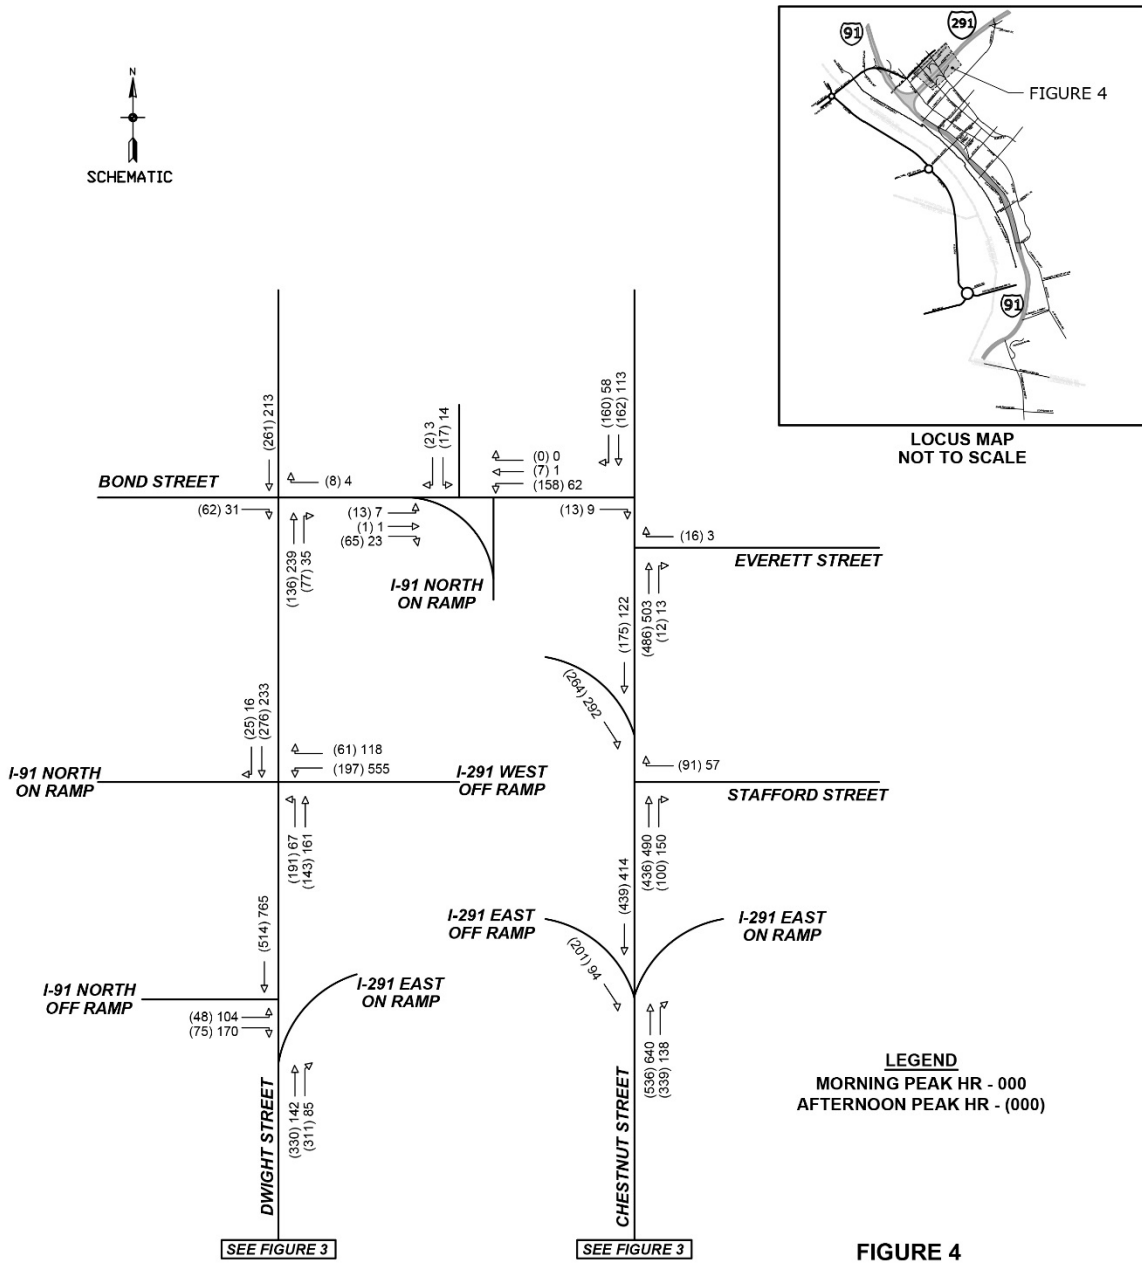 N
SCHEMATIC
91
291
FIGURE 4
91
LOCUS MAP
NOT TO SCALE
(261) 213
(2) 3
(17) 14
(160) 58
(162) 113
BOND STREET
(8) 4
(0) 0
(7) 1
(158) 62
(62) 31
(13) 7
(1) 1
(65) 23
(13) 9
(136) 239
(77) 35
I-91 NORTH
ON RAMP
(16) 3
EVERETT STREET
(486) 503
(12) 13
(175) 122
(264) 292
(25) 16
(276) 233
(61) 118
(197) 555
I-91 NORTH
ON RAMP
I-291 WEST
OFF RAMP
(91) 57
STAFFORD STREET
(191) 67
(143) 161
(436) 490
(100) 150
(439) 414
(514) 765
I-291 EAST
OFF RAMP
I-291 EAST
ON RAMP
(201) 94
I-91 NORTH
OFF RAMP
I-291 EAST
ON RAMP
(48) 104
(75) 170
(330) 142
(311) 85
(536) 640
(339) 138
DWIGHT STREET
CHESTNUT STREET
LEGEND
MORNING PEAK HR - 000
AFTERNOON PEAK HR - (000)
SEE FIGURE 3
SEE FIGURE 3
FIGURE 4